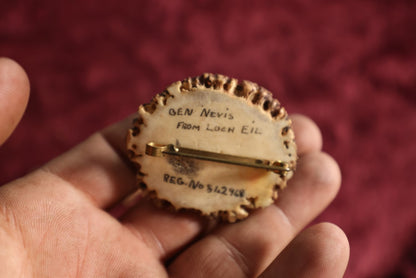 BEN NEVIS
FROM LOCH EIL
REG. No 542948